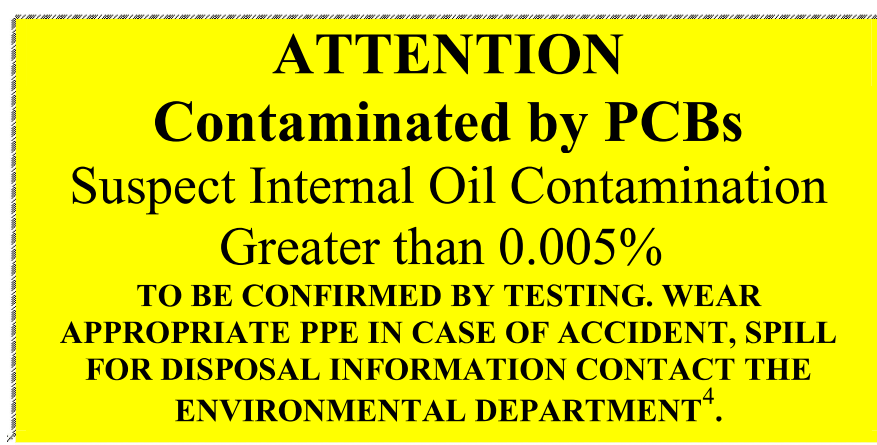 ATTENTION
Contaminated by PCBs
Suspect Internal Oil Contamination
Greater than 0.005%
TO BE CONFIRMED BY TESTING. WEAR
APPROPRIATE PPE IN CASE OF ACCIDENT, SPILL
FOR DISPOSAL INFORMATION CONTACT THE
ENVIRONMENTAL DEPARTMENT⁴.